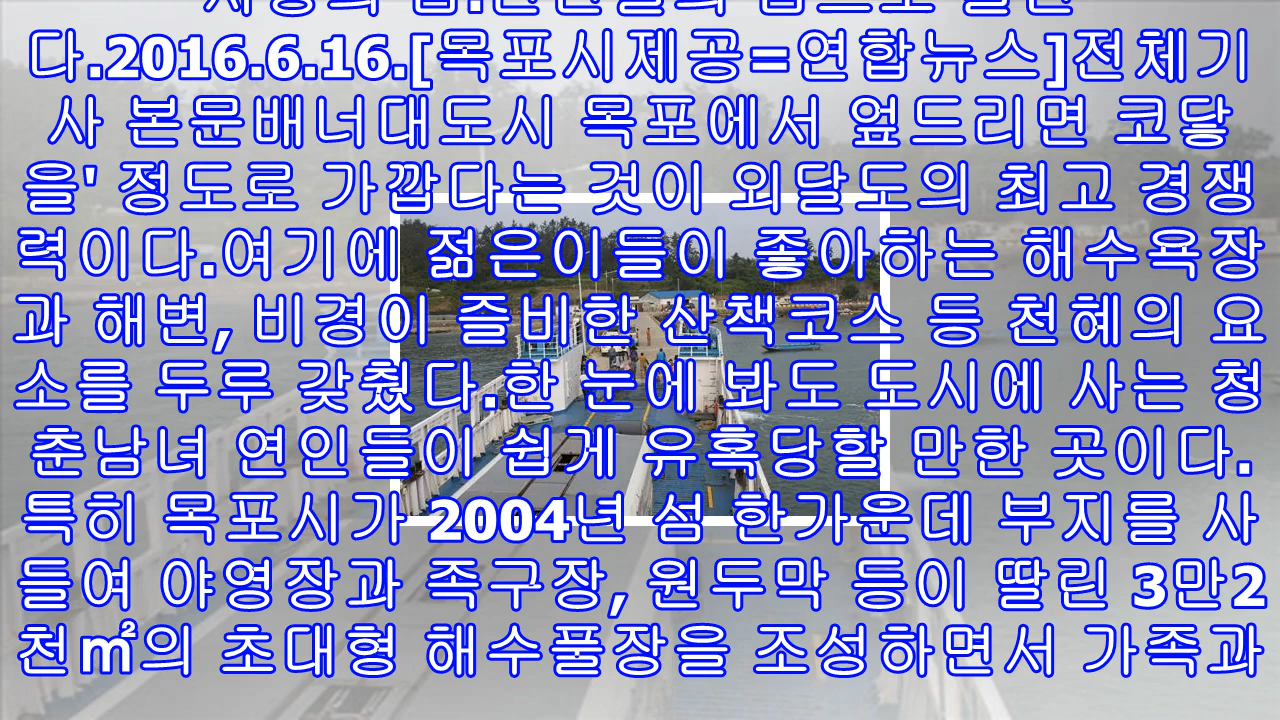 다.2016.6.16.[목포시제공=연합뉴스]전체기
사 본문배너대도시 목포에서 엎드리면 코닿
을' 정도로 가깝다는 것이 외달도의 최고 경쟁
력이다.여기에 젊은이들이 좋아하는 해수욕장
과 해변, 비경이 즐비한 산책코스 등 천혜의 요
소를 두루 갖췄다.한 눈에 봐도 도시에 사는 청
춘남녀 연인들이 쉽게 유혹당할 만한 곳이다.
특히 목포시가 2004년 섬 한가운데 부지를 사
들여 야영장과 족구장, 원두막 등이 딸린 3만2
천㎡의 초대형 해수풀장을 조성하면서 가족과